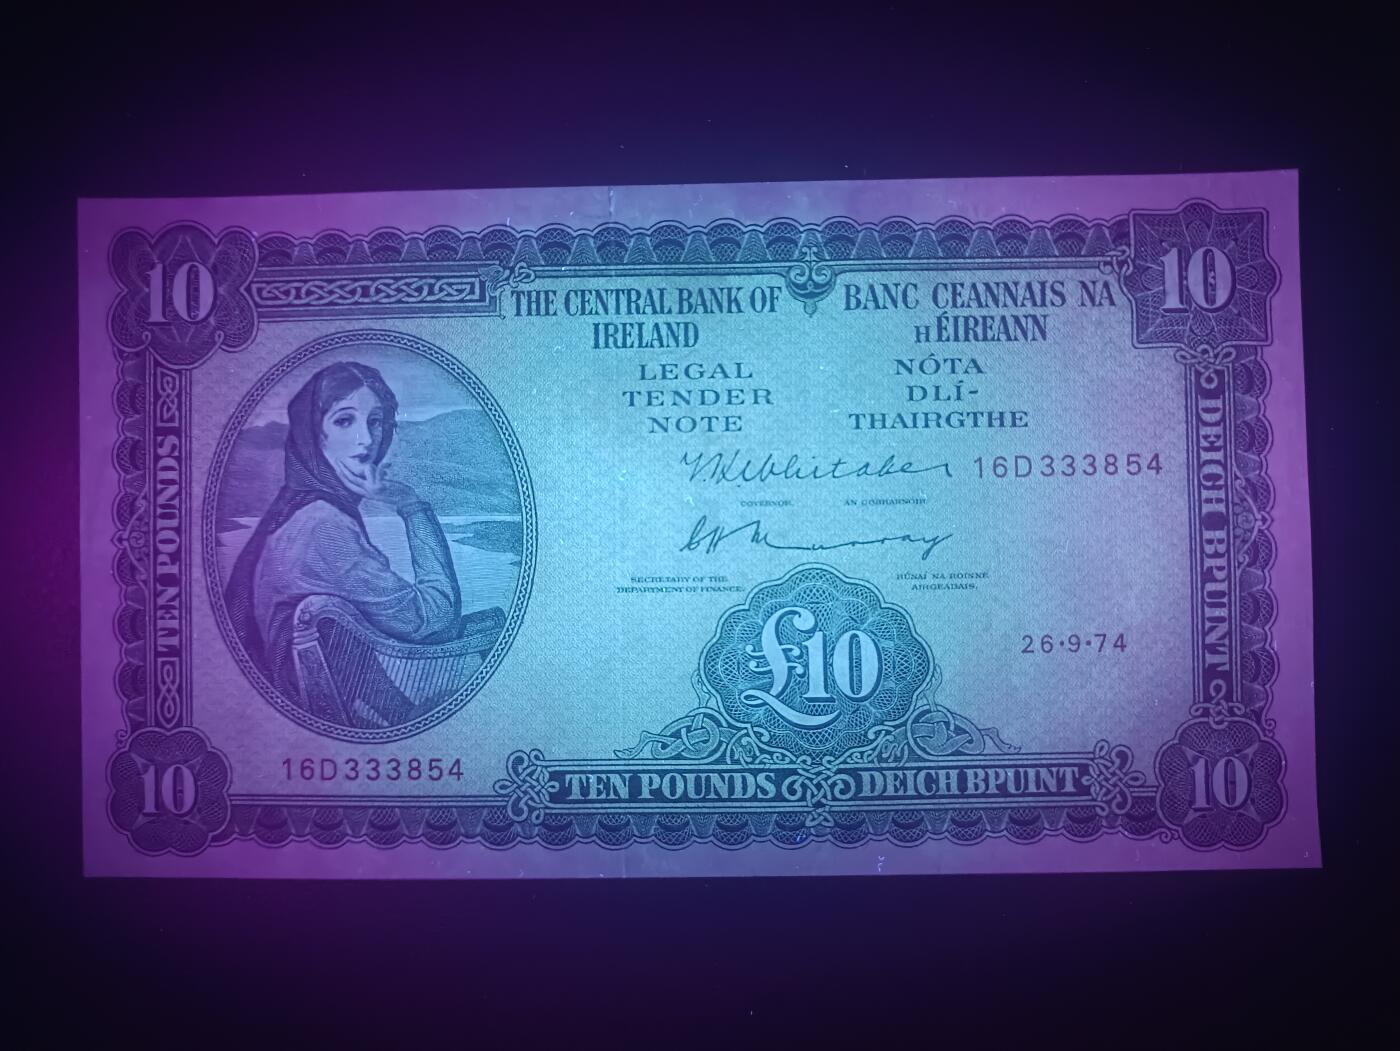 10
10
THE CENTRAL BANK OF
IRELAND
BANC CEANNAIS NA
hÉIREANN
LEGAL
TENDER
NOTE
NÓTA
DLÍ-
THAIRGTHE
T K Whitaker
16D333854
GOVERNOR.
AN GOBHARNÓIR.
C H Murray
SECRETARY OF THE
DEPARTMENT OF FINANCE.
RÚNAÍ NA ROINNE
AIRGEADAIS.
TEN POUNDS
DEICH BPUINT
£10
26·9·74
16D333854
10
TEN POUNDS
DEICH BPUINT
10